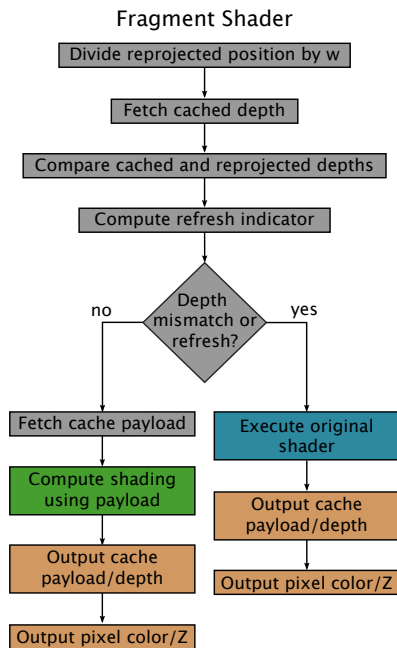 Fragment Shader
Divide reprojected position by w
Fetch cached depth
Compare cached and reprojected depths
Compute refresh indicator
Depth
mismatch or
refresh?
no
yes
Fetch cache payload
Compute shading
using payload
Output cache
payload/depth
Output pixel color/Z
Execute original
shader
Output cache
payload/depth
Output pixel color/Z